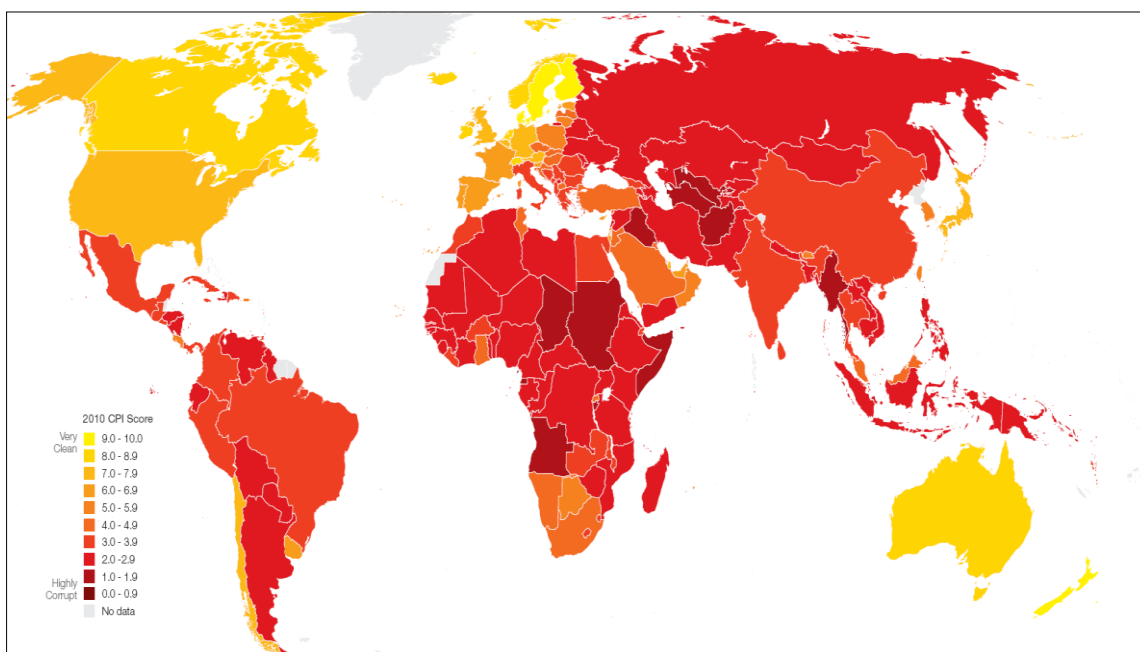 2010 CPI Score
Very
Clean
9.0 - 10.0
8.0 - 8.9
7.0 - 7.9
6.0 - 6.9
5.0 - 5.9
4.0 - 4.9
3.0 - 3.9
2.0 -2.9
1.0 - 1.9
Highly
Corrupt
0.0 - 0.9
No data